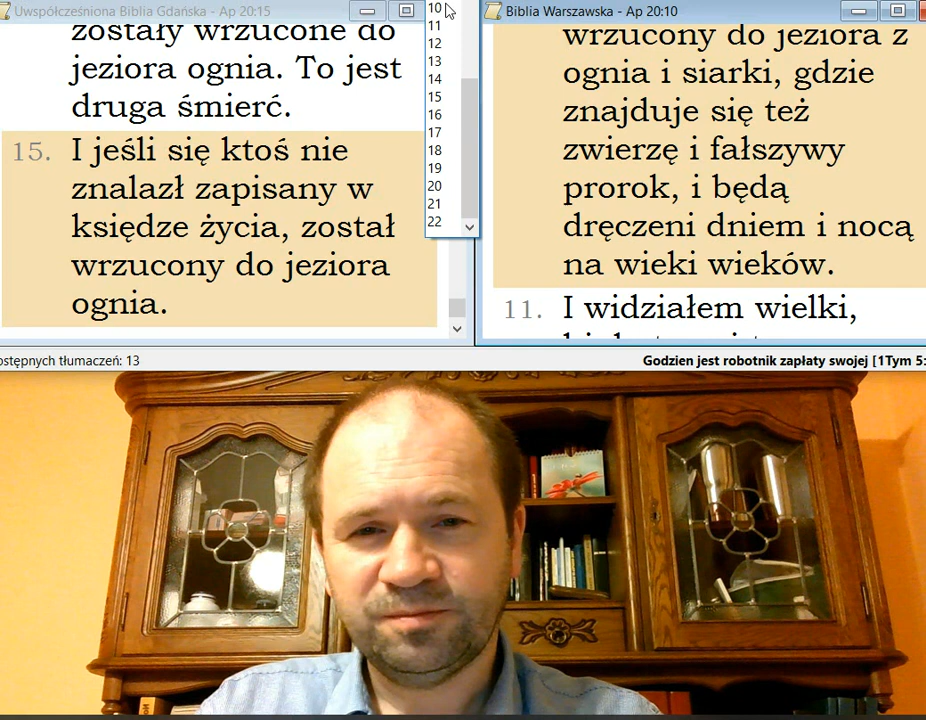 Uwspółcześniona Biblia Gdańska - Ap 20:15
zostały wrzucone do
jeziora ognia. To jest
druga śmierć.
15. I jeśli się ktoś nie
znalazł zapisany w
księdze życia, został
wrzucony do jeziora
ognia.
10
11
12
13
14
15
16
17
18
19
20
21
22
Biblia Warszawska - Ap 20:10
wrzucony do jeziora z
ognia i siarki, gdzie
znajduje się też
zwierzę i fałszywy
prorok, i będą
dręczeni dniem i nocą
na wieki wieków.
11. I widziałem wielki,
ostępnych tłumaczeń: 13
Godzien jest robotnik zapłaty swojej [1Tym 5: